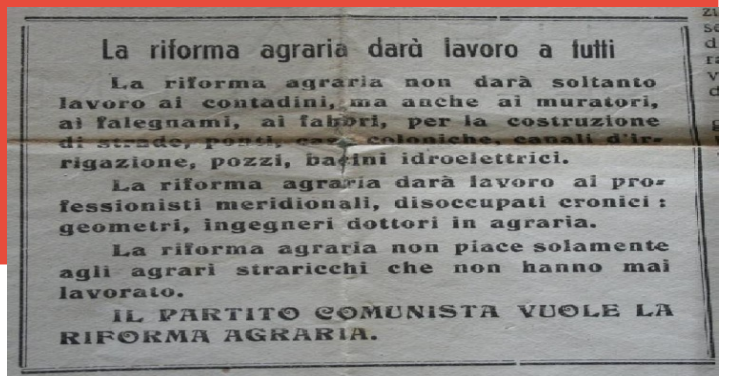 La riforma agraria darà lavoro a tutti
La riforma agraria non darà soltanto
lavoro ai contadini, ma anche ai muratori,
ai falegnami, ai fabbri, per la costruzione
di strade, ponti, case coloniche, canali d'ir-
rigazione, pozzi, bacini idroelettrici.
La riforma agraria darà lavoro ai pro-
fessionisti meridionali, disoccupati cronici :
geometri, ingegneri dottori in agraria.
La riforma agraria non piace solamente
agli agrari straricchi che non hanno mai
lavorato.
IL PARTITO COMUNISTA VUOLE LA
RIFORMA AGRARIA.